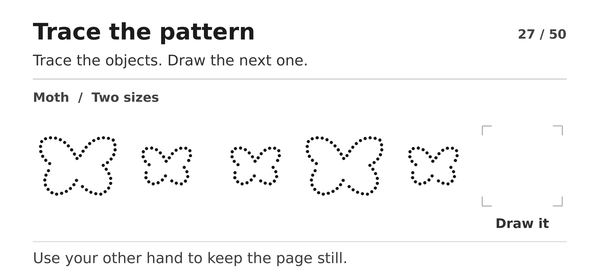 Trace the pattern
27 / 50
Trace the objects. Draw the next one.
Moth / Two sizes
Draw it
Use your other hand to keep the page still.